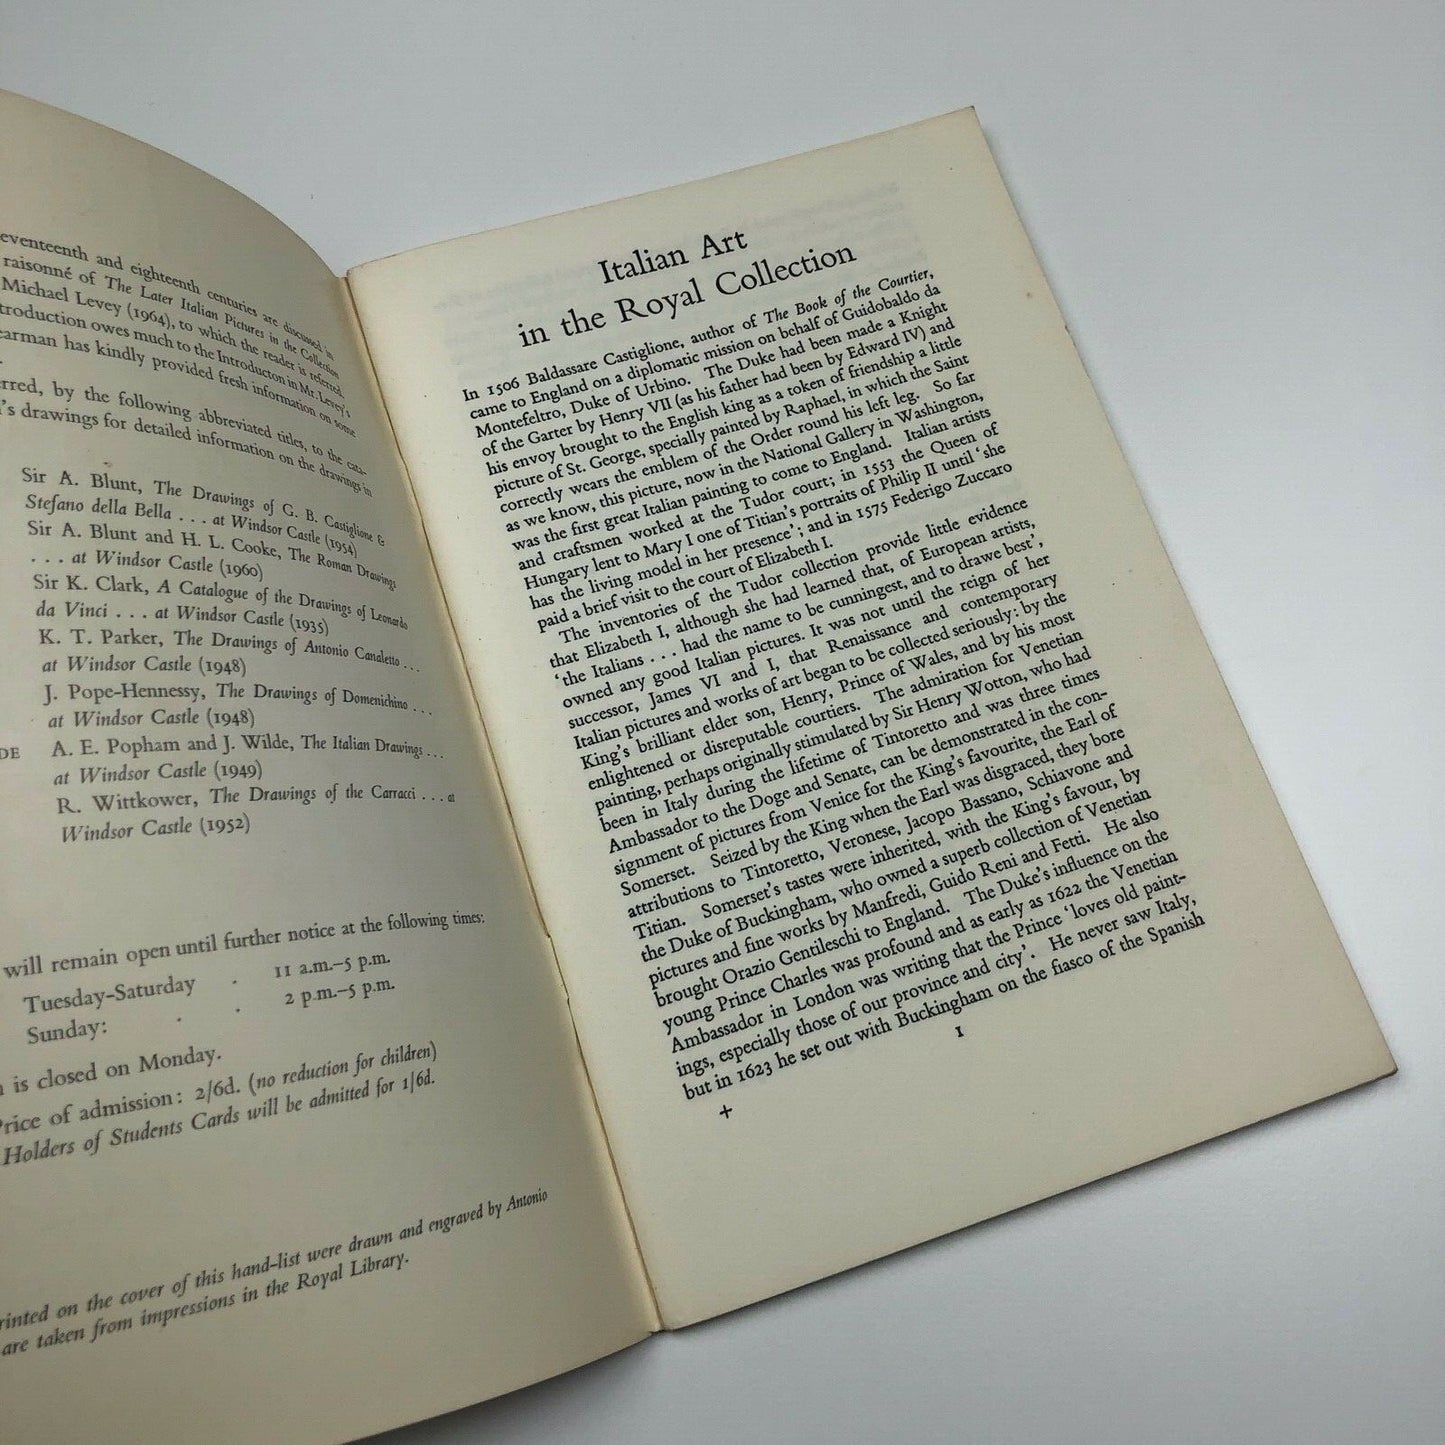 eventeenth and eighteenth centuries are discussed in
raisonné of The Later Italian Pictures in the Collection
Michael Levey (1964), to which the reader is referred.
troduction owes much to the Introducton in Mr. Levey's
earman has kindly provided fresh information on some
erred, by the following abbreviated titles, to the cata-
's drawings for detailed information on the drawings in
Sir A. Blunt, The Drawings of G. B. Castiglione &
Stefano della Bella . . . at Windsor Castle (1954)
Sir A. Blunt and H. L. Cooke, The Roman Drawings
. . . at Windsor Castle (1960)
Sir K. Clark, A Catalogue of the Drawings of Leonardo
da Vinci . . . at Windsor Castle (1935)
K. T. Parker, The Drawings of Antonio Canaletto . . .
at Windsor Castle (1948)
J. Pope-Hennessy, The Drawings of Domenichino . . .
at Windsor Castle (1948)
DE A. E. Popham and J. Wilde, The Italian Drawings . . .
at Windsor Castle (1949)
R. Wittkower, The Drawings of the Carracci . . . at
Windsor Castle (1952)
will remain open until further notice at the following times:
Tuesday-Saturday . 11 a.m.–5 p.m.
Sunday: . . 2 p.m.–5 p.m.
is closed on Monday.
rice of admission: 2/6d. (no reduction for children)
Holders of Students Cards will be admitted for 1/6d.
rinted on the cover of this hand-list were drawn and engraved by Antonio
are taken from impressions in the Royal Library.
Italian Art
in the Royal Collection
In 1506 Baldassare Castiglione, author of The Book of the Courtier,
came to England on a diplomatic mission on behalf of Guidobaldo da
Montefeltro, Duke of Urbino. The Duke had been made a Knight
of the Garter by Henry VII (as his father had been by Edward IV) and
his envoy brought to the English king as a token of friendship a little
picture of St. George, specially painted by Raphael, in which the Saint
correctly wears the emblem of the Order round his left leg. So far
as we know, this picture, now in the National Gallery in Washington,
was the first great Italian painting to come to England. Italian artists
and craftsmen worked at the Tudor court; in 1553 the Queen of
Hungary lent to Mary I one of Titian's portraits of Philip II until 'she
has the living model in her presence'; and in 1575 Federigo Zuccaro
paid a brief visit to the court of Elizabeth I.
The inventories of the Tudor collection provide little evidence
that Elizabeth I, although she had learned that, of European artists,
'the Italians . . . had the name to be cunningest, and to drawe best',
owned any good Italian pictures. It was not until the reign of her
successor, James VI and I, that Renaissance and contemporary
Italian pictures and works of art began to be collected seriously: by the
King's brilliant elder son, Henry, Prince of Wales, and by his most
enlightened or disreputable courtiers. The admiration for Venetian
painting, perhaps originally stimulated by Sir Henry Wotton, who had
been in Italy during the lifetime of Tintoretto and was three times
Ambassador to the Doge and Senate, can be demonstrated in the con-
signment of pictures from Venice for the King's favourite, the Earl of
Somerset. Seized by the King when the Earl was disgraced, they bore
attributions to Tintoretto, Veronese, Jacopo Bassano, Schiavone and
Titian. Somerset's tastes were inherited, with the King's favour, by
the Duke of Buckingham, who owned a superb collection of Venetian
pictures and fine works by Manfredi, Guido Reni and Fetti. He also
brought Orazio Gentileschi to England. The Duke's influence on the
young Prince Charles was profound and as early as 1622 the Venetian
Ambassador in London was writing that the Prince 'loves old paint-
ings, especially those of our province and city'. He never saw Italy,
but in 1623 he set out with Buckingham on the fiasco of the Spanish
1
+